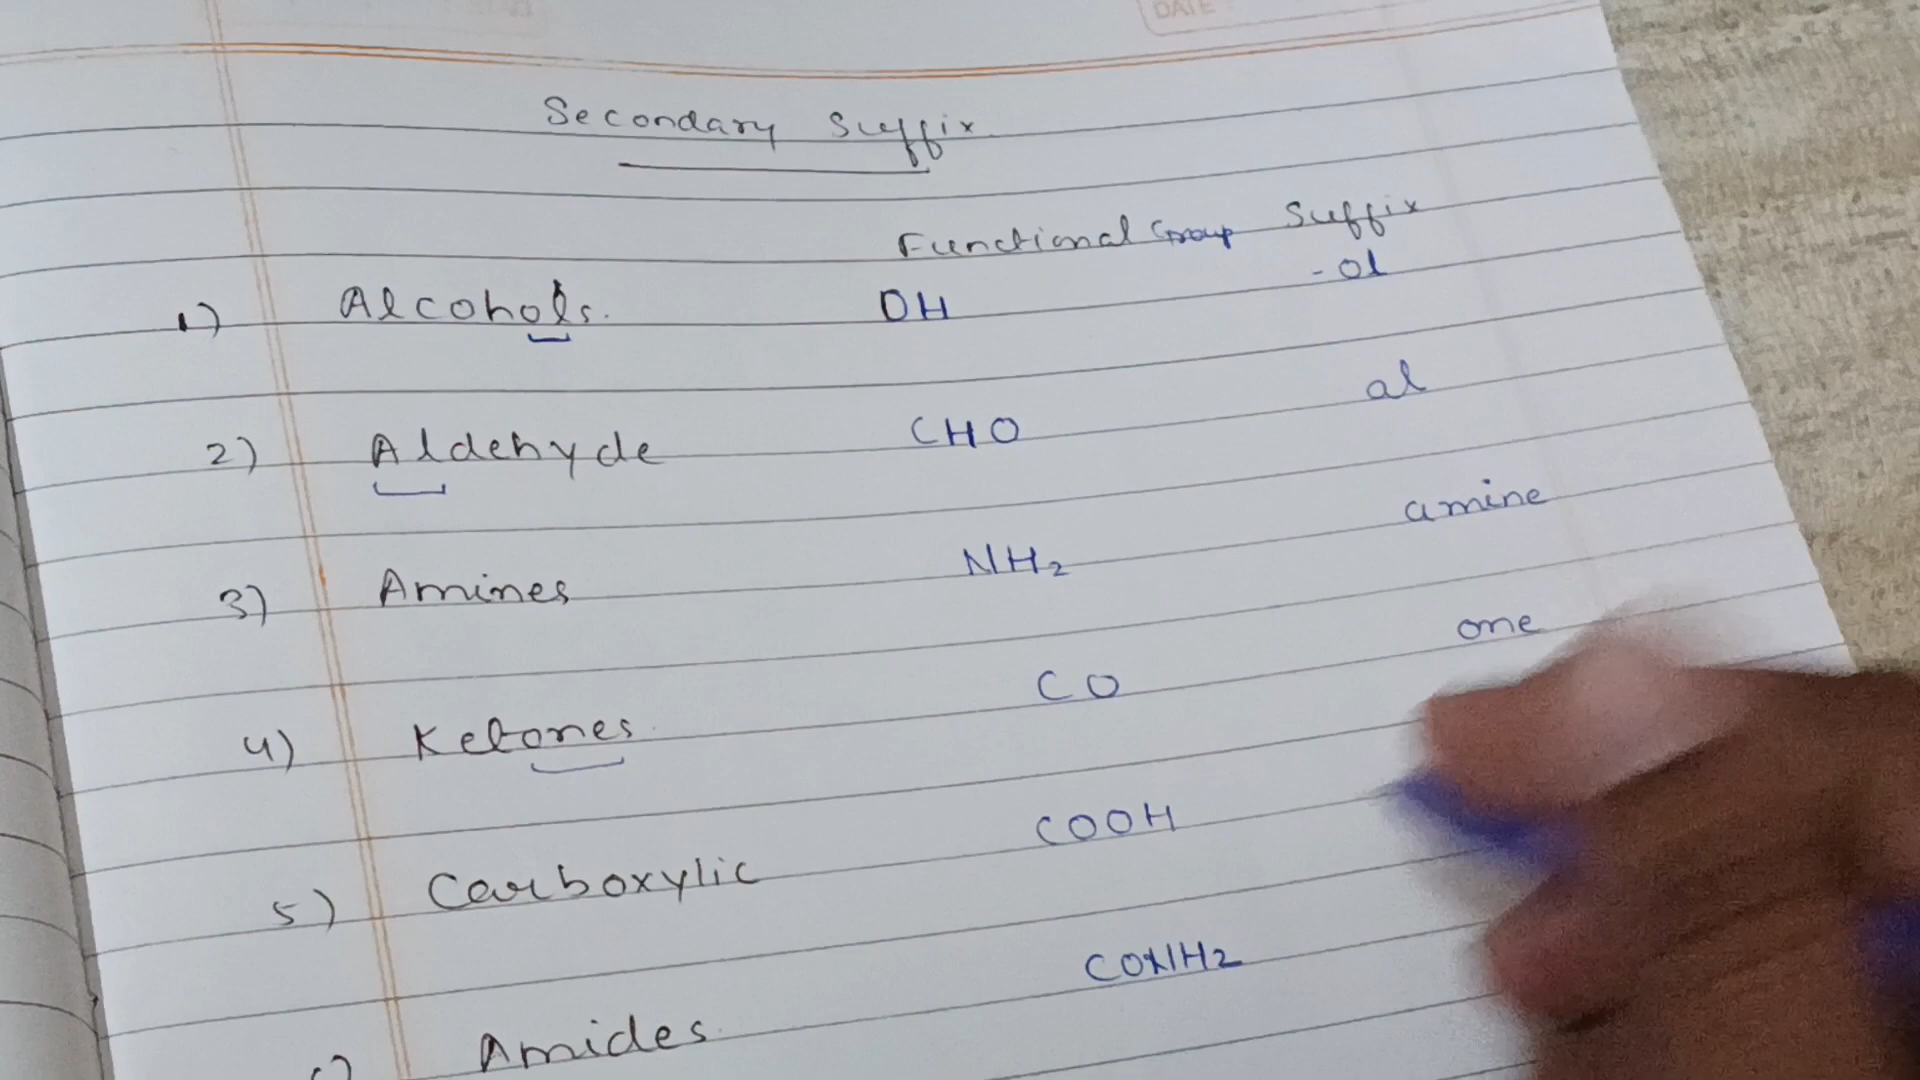 DATE
Secondary Suffix
Functional Group Suffix
1) Alcohols. OH -ol
2) Aldehyde CHO al
3) Amines NH₂ amine
4) Ketones. CO one
5) Carboxylic COOH
Amides. CONH₂